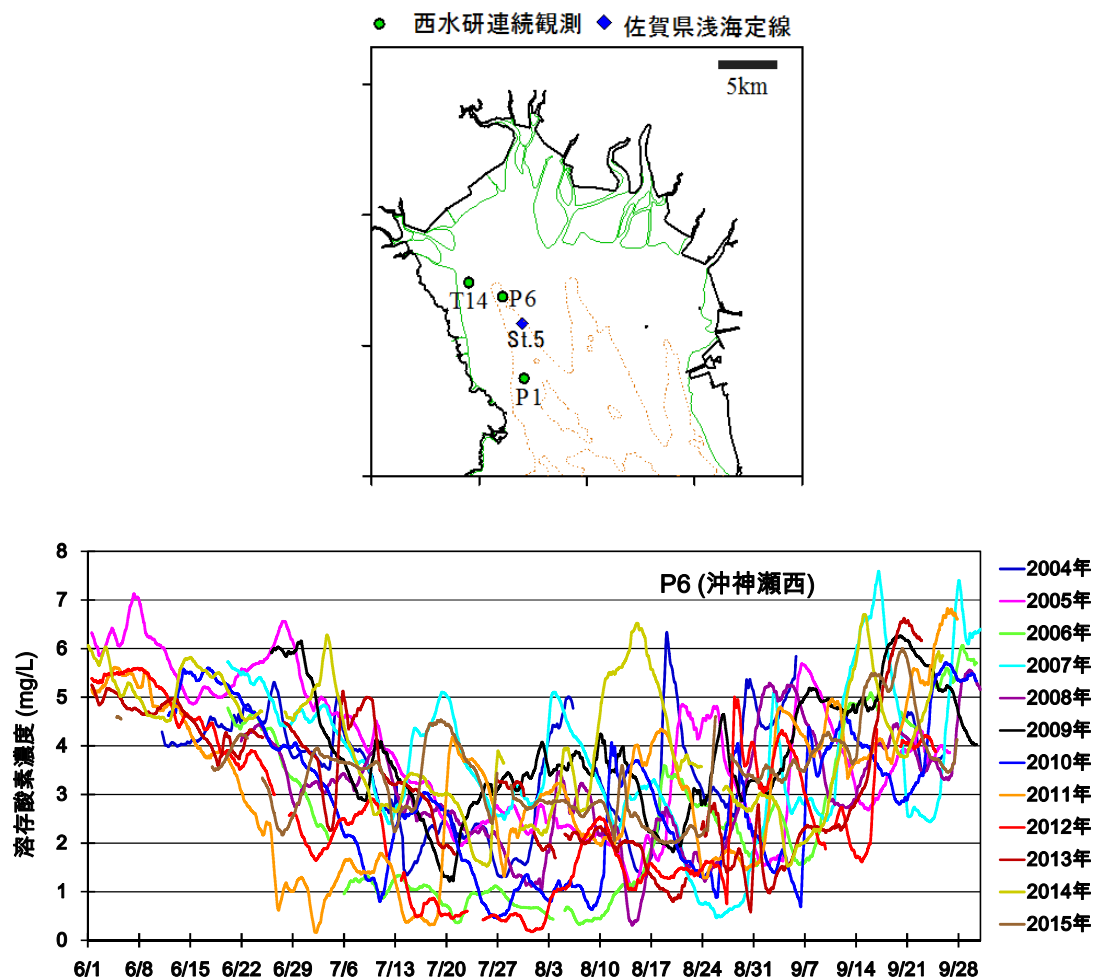 西水研連続観測 佐賀県浅海定線
5km
T14
P6
St.5
P1
P6 (沖神瀬西)
溶存酸素濃度 (mg/L)
8
7
6
5
4
3
2
1
0
6/1 6/8 6/15 6/22 6/29 7/6 7/13 7/20 7/27 8/3 8/10 8/17 8/24 8/31 9/7 9/14 9/21 9/28
2004年
2005年
2006年
2007年
2008年
2009年
2010年
2011年
2012年
2013年
2014年
2015年